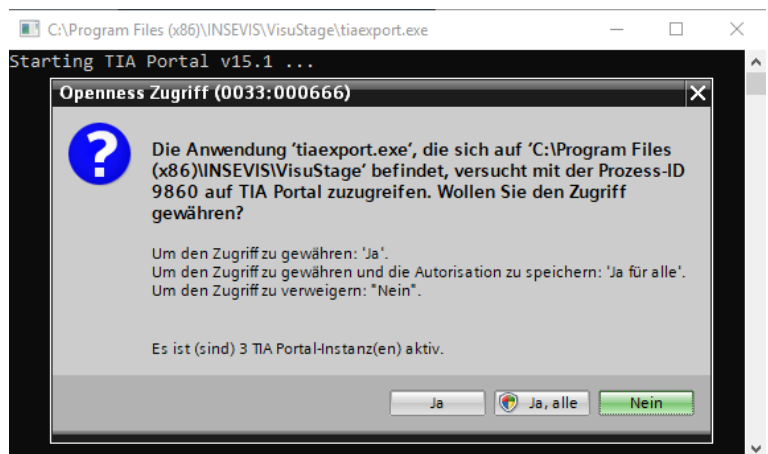 C:\Program Files (x86)\INSEVIS\VisuStage\tiaexport.exe
Starting TIA Portal v15.1 ...
Openness Zugriff (0033:000666)
Die Anwendung 'tiaexport.exe', die sich auf 'C:\Program Files
(x86)\INSEVIS\VisuStage' befindet, versucht mit der Prozess-ID
9860 auf TIA Portal zuzugreifen. Wollen Sie den Zugriff
gewähren?
Um den Zugriff zu gewähren: 'Ja'.
Um den Zugriff zu gewähren und die Autorisation zu speichern: 'Ja für alle'.
Um den Zugriff zu verweigern: "Nein".
Es ist (sind) 3 TIA Portal-Instanz(en) aktiv.
Ja
Ja, alle
Nein